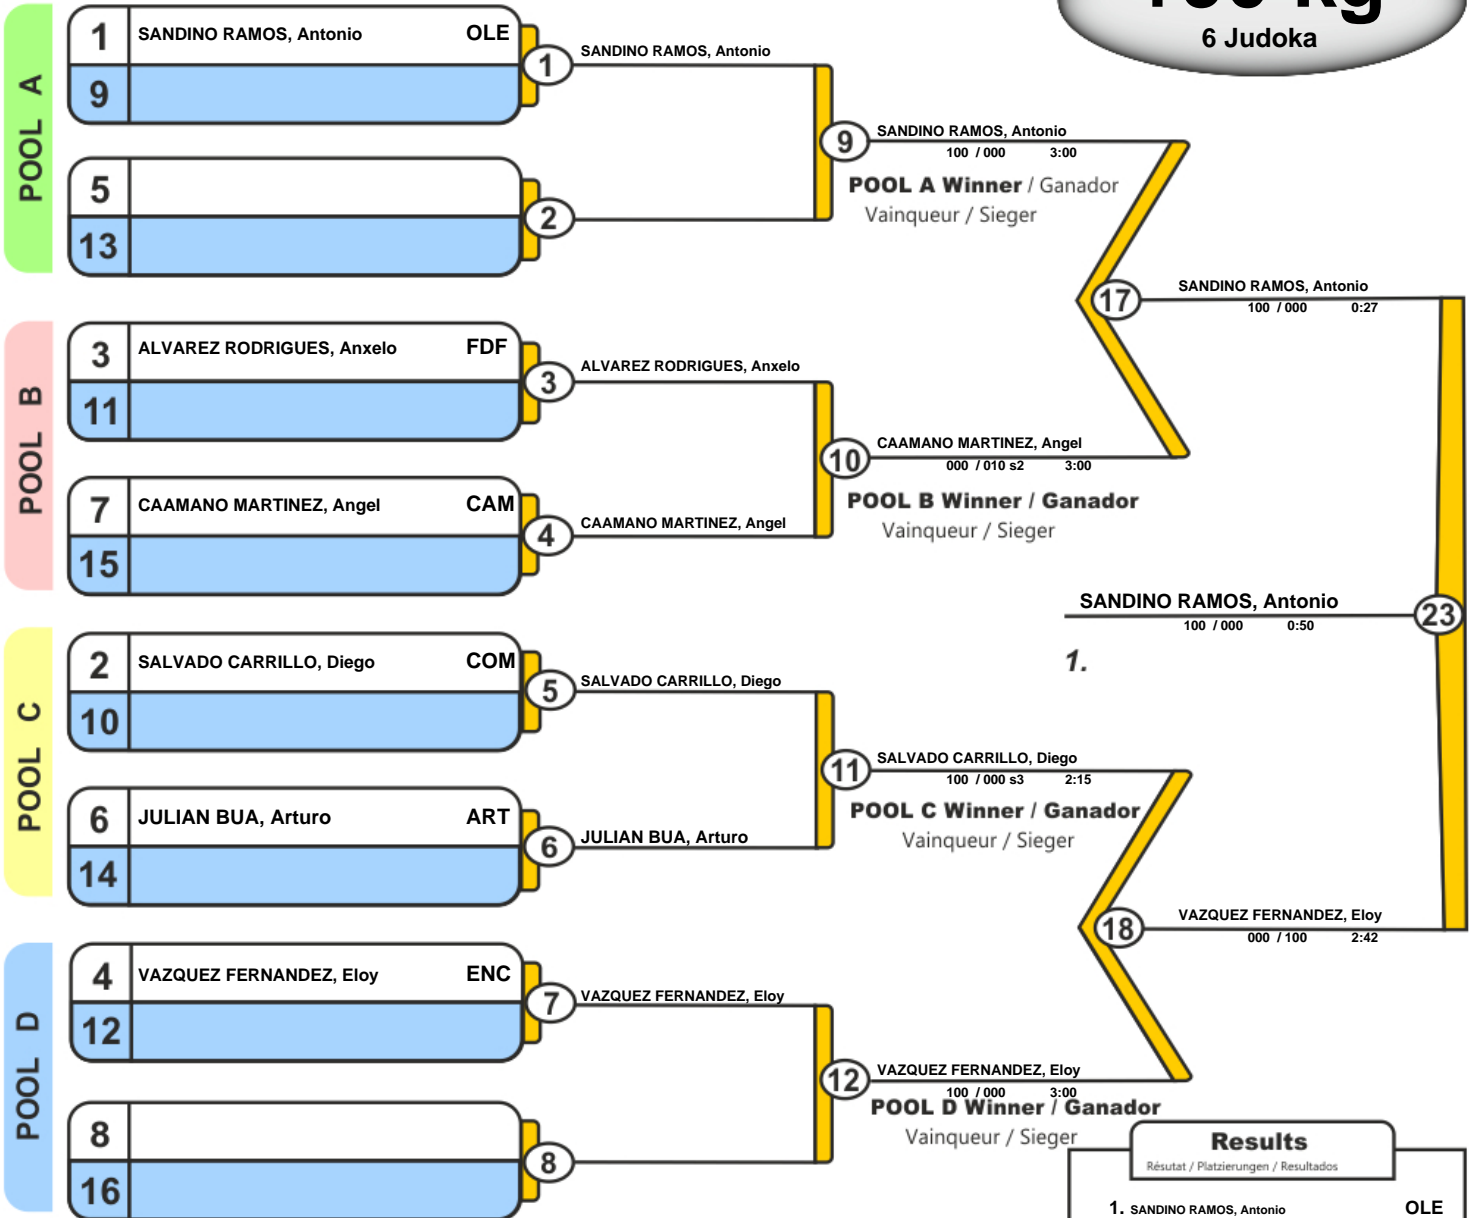 6 Judoka
POOL A
1 SANDINO RAMOS, Antonio OLE
9
5
13
1
SANDINO RAMOS, Antonio
2
9
SANDINO RAMOS, Antonio
100 / 000 3:00
POOL A Winner / Ganador
Vainqueur / Sieger
POOL B
3 ALVAREZ RODRIGUES, Anxelo FDF
11
7 CAAMANO MARTINEZ, Angel CAM
15
3
ALVAREZ RODRIGUES, Anxelo
4
CAAMANO MARTINEZ, Angel
10
CAAMANO MARTINEZ, Angel
000 / 010 s2 3:00
POOL B Winner / Ganador
Vainqueur / Sieger
17
SANDINO RAMOS, Antonio
100 / 000 0:27
SANDINO RAMOS, Antonio
23
100 / 000 0:50
1.
POOL C
2 SALVADO CARRILLO, Diego COM
10
6 JULIAN BUA, Arturo ART
14
5
SALVADO CARRILLO, Diego
6
JULIAN BUA, Arturo
11
SALVADO CARRILLO, Diego
100 / 000 s3 2:15
POOL C Winner / Ganador
Vainqueur / Sieger
POOL D
4 VAZQUEZ FERNANDEZ, Eloy ENC
12
8
16
7
VAZQUEZ FERNANDEZ, Eloy
8
12
VAZQUEZ FERNANDEZ, Eloy
100 / 000 3:00
POOL D Winner / Ganador
Vainqueur / Sieger
18
VAZQUEZ FERNANDEZ, Eloy
000 / 100 2:42
Results
Résutat / Platzierungen / Resultados
1. SANDINO RAMOS, Antonio OLE